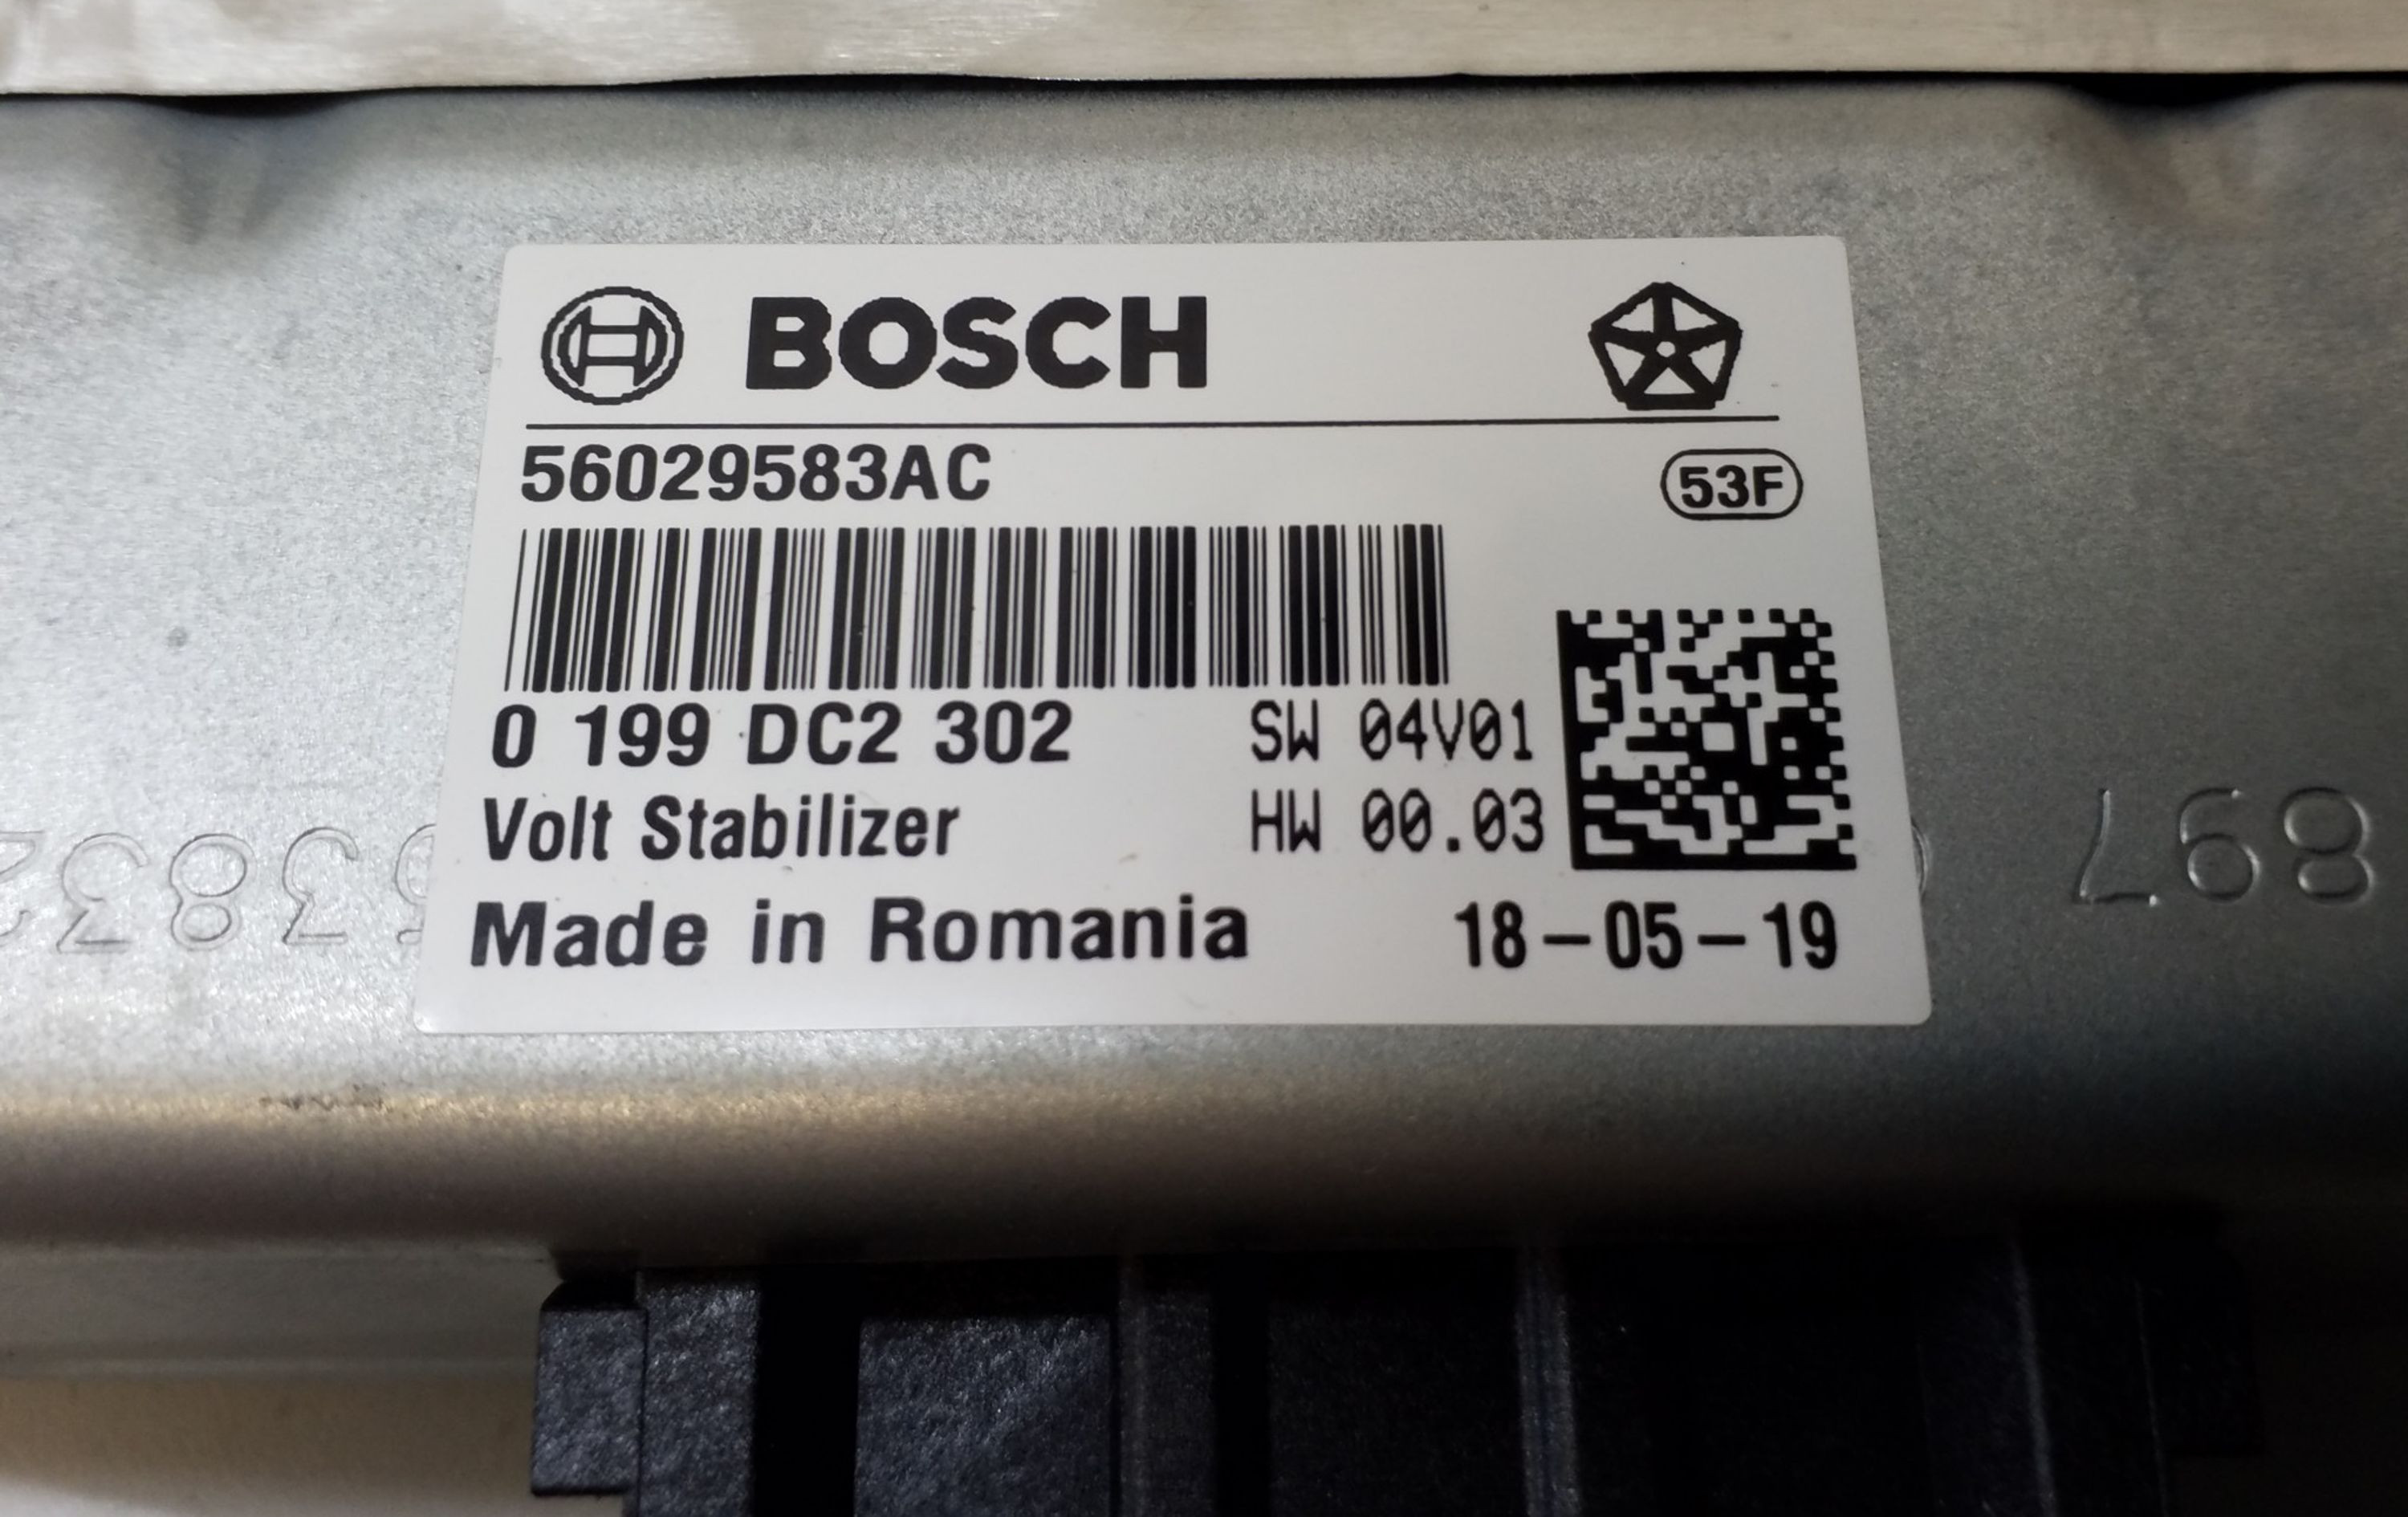 BOSCH
56029583AC
53F
0 199 DC2 302
SW 04V01
Volt Stabilizer
HW 00.03
Made in Romania
18-05-19
897